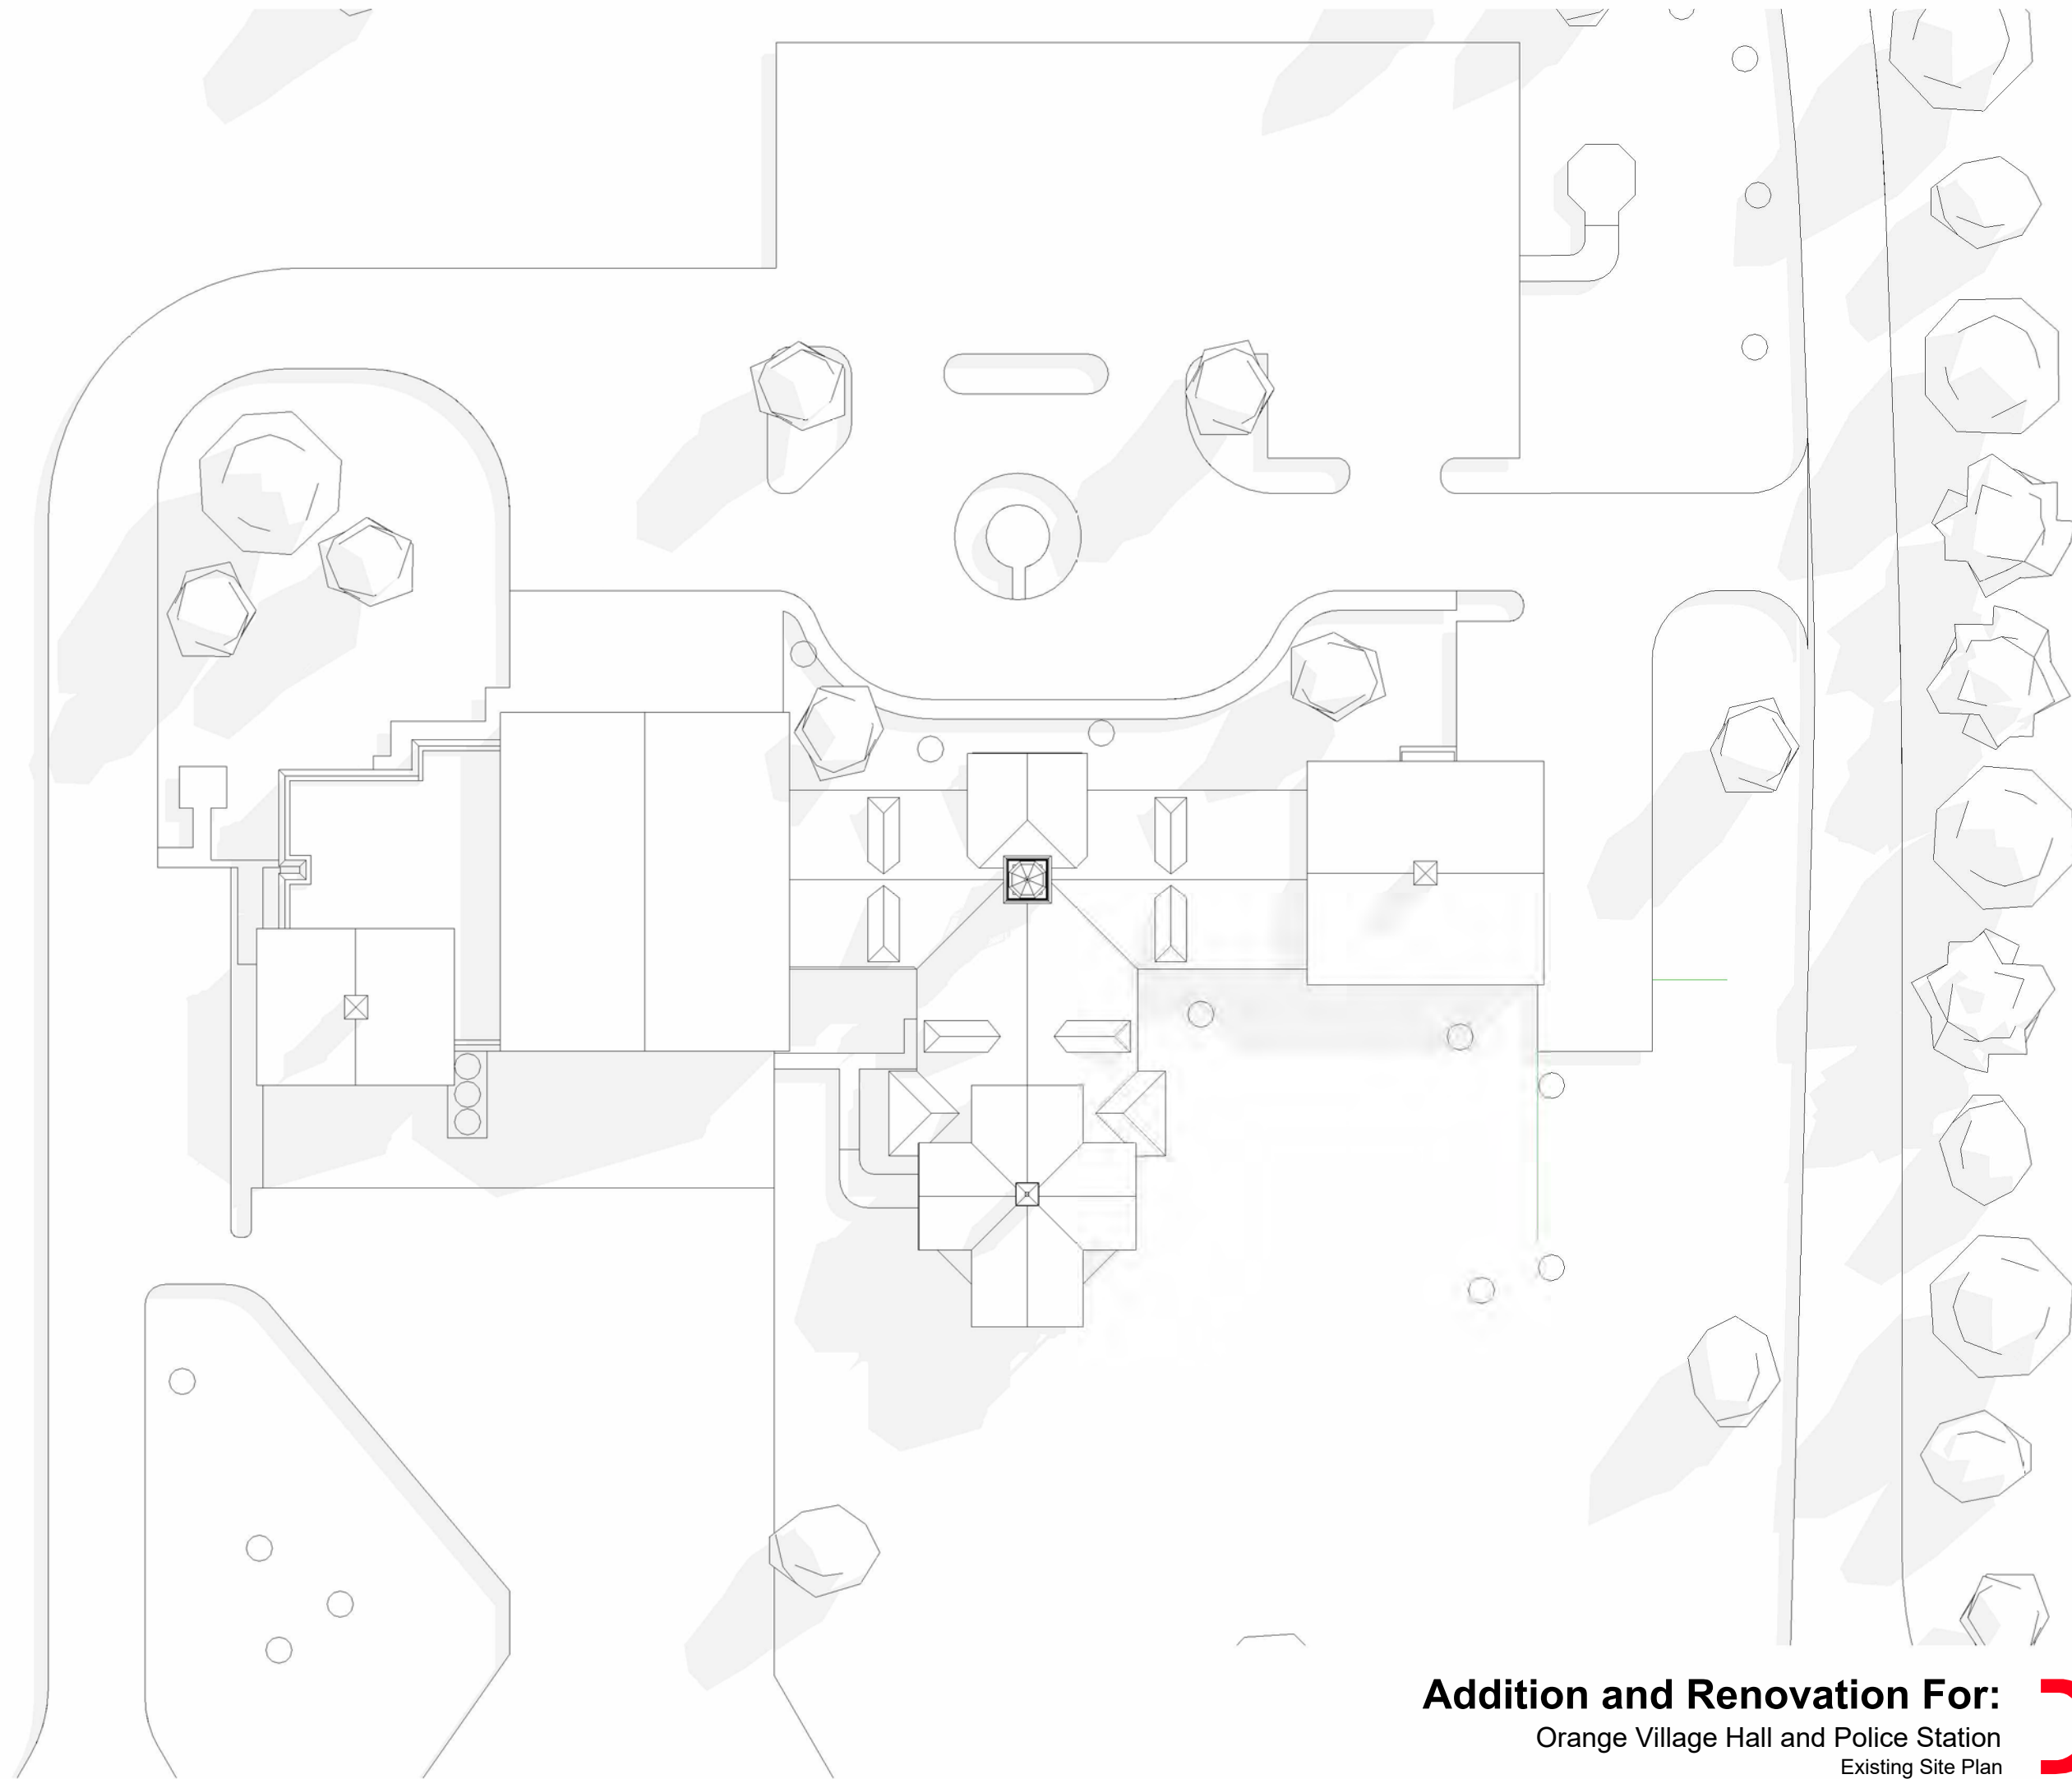 Addition and Renovation For:
Orange Village Hall and Police Station
Existing Site Plan